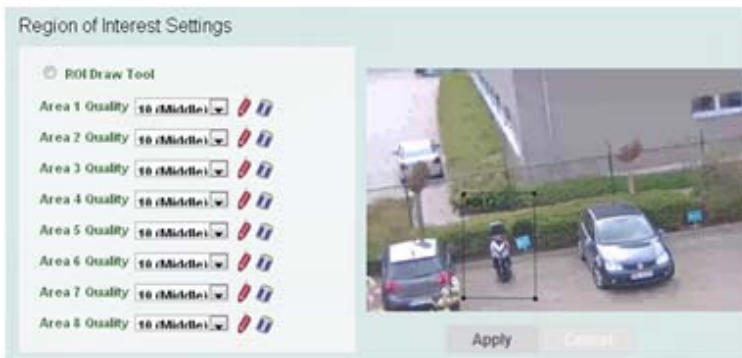 Region of Interest Settings
ROI Draw Tool
Area 1 Quality 10 (Middle)
Area 2 Quality 10 (Middle)
Area 3 Quality 10 (Middle)
Area 4 Quality 10 (Middle)
Area 5 Quality 10 (Middle)
Area 6 Quality 10 (Middle)
Area 7 Quality 10 (Middle)
Area 8 Quality 10 (Middle)
Apply Cancel